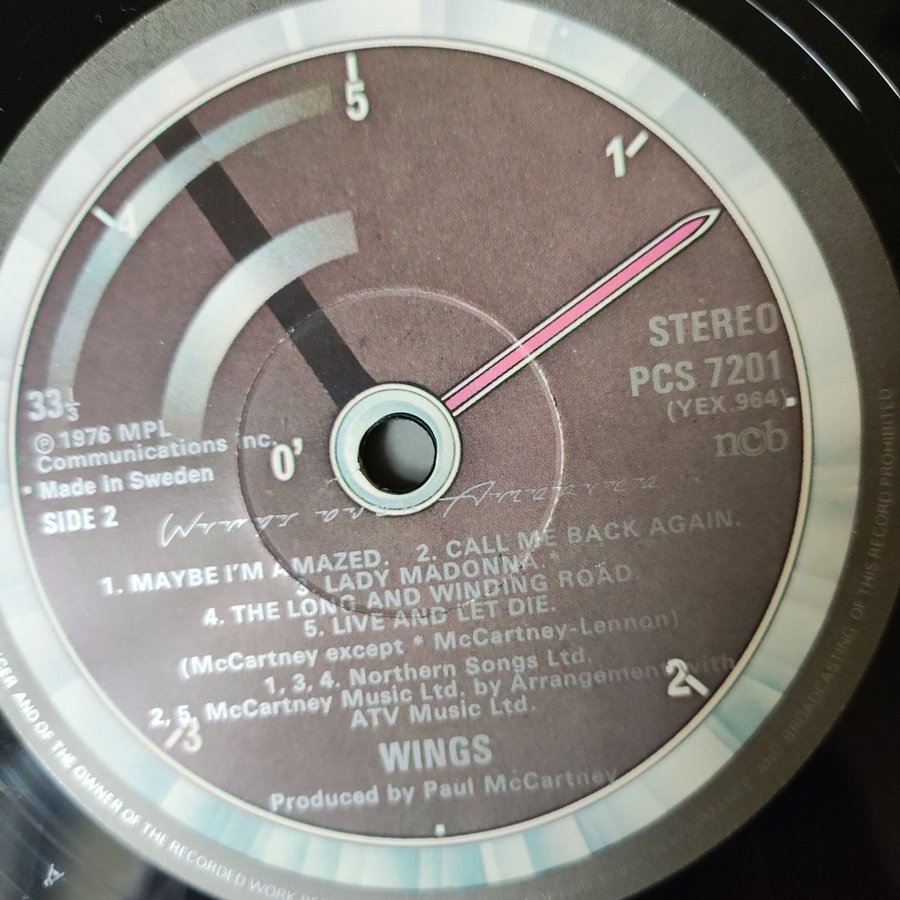 5
1
4
STEREO
PCS 7201
(YEX.964)
ncb
33 1/3
Ⓟ 1976 MPL
Communications Inc.
Made in Sweden
0'
SIDE 2
1. MAYBE I'M AMAZED. 2. CALL ME BACK AGAIN.
3. LADY MADONNA.*
4. THE LONG AND WINDING ROAD.*
5. LIVE AND LET DIE.
(McCartney except * McCartney-Lennon)
1, 3, 4. Northern Songs Ltd.
2, 5. McCartney Music Ltd. by Arrangement with
ATV Music Ltd.
2
3
WINGS
Produced by Paul McCartney
AND OF THE OWNER OF THE RECORDED WORK
AND BROADCASTING OF THIS RECORD PROHIBITED